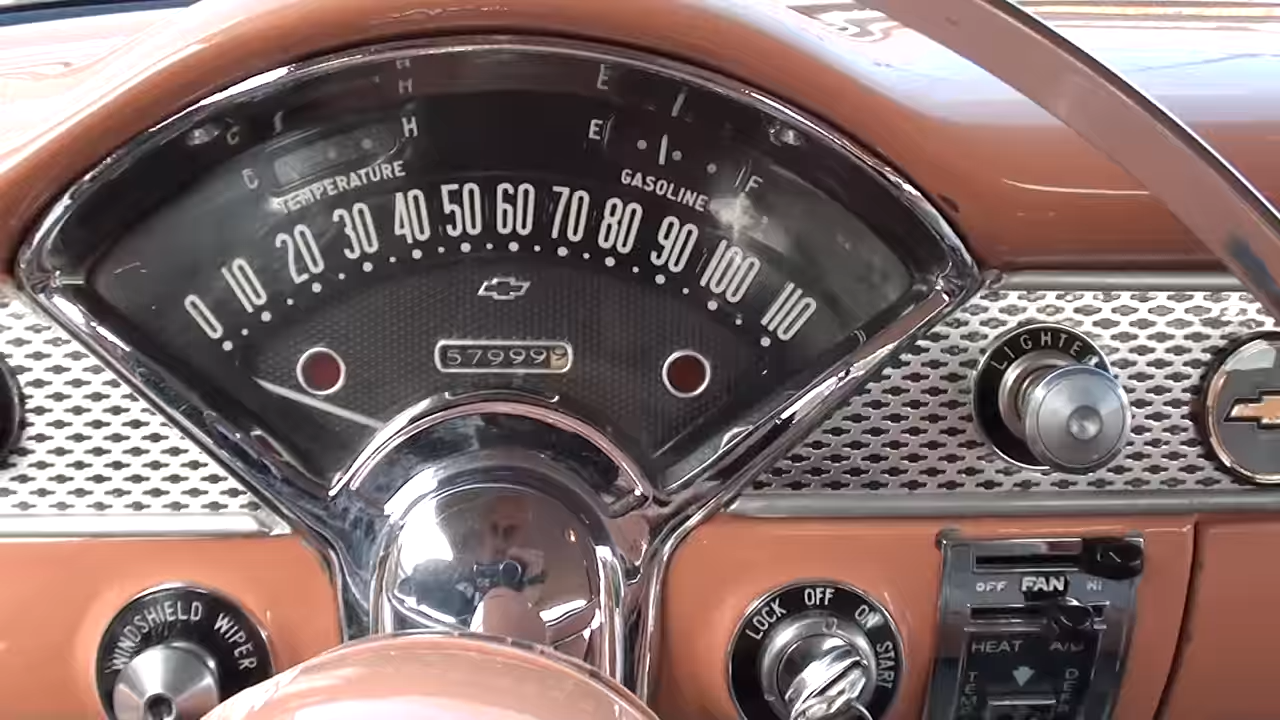 C H
E F
TEMPERATURE
GASOLINE
0 10 20 30 40 50 60 70 80 90 100 110
579999
LIGHTER
WINDSHIELD WIPER
LOCK OFF ON START
OFF FAN HI
HEAT